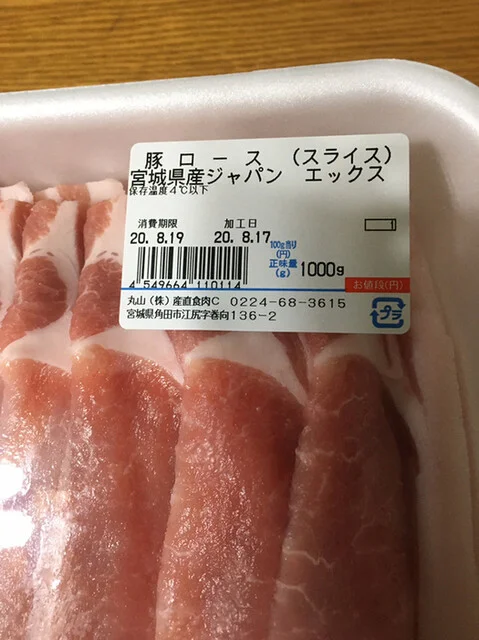 豚 ロ ー ス （スライス）
宮城県産ジャパン エックス
保存温度4℃以下
消費期限 加工日
20. 8.19 20. 8.17
100g当り
(円)
正味量
(g) 1000g
4 549664 110114
お値段(円)
丸山（株）産直食肉C 0224-68-3615
宮城県角田市江尻字巻向136-2
プラ